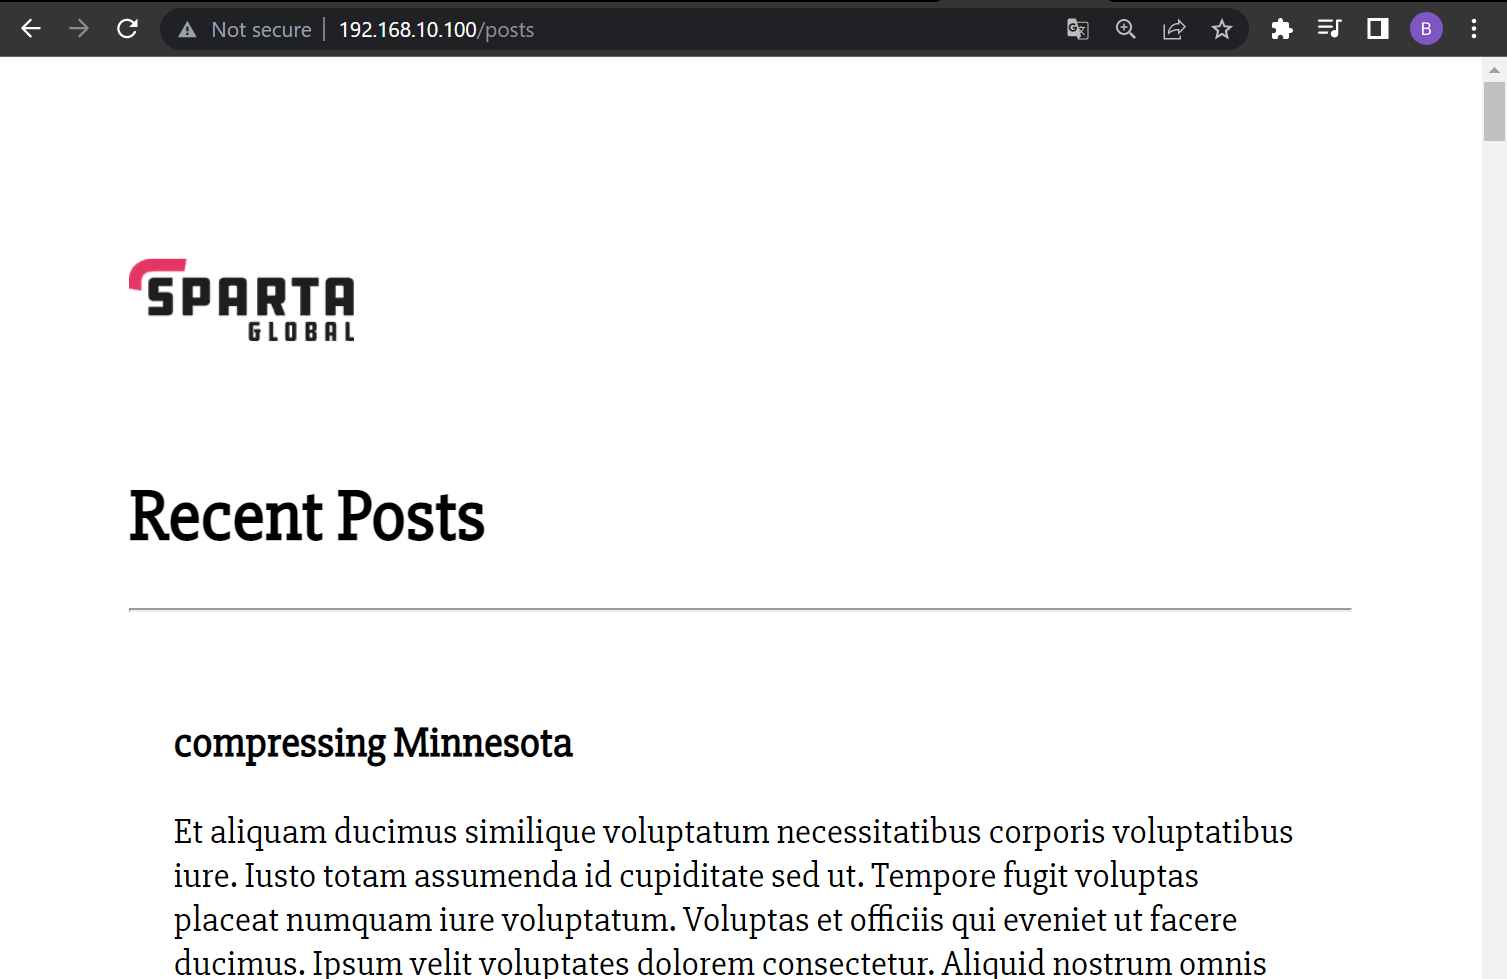 Not secure | 192.168.10.100/posts
B
SPARTA
GLOBAL
Recent Posts
compressing Minnesota
Et aliquam ducimus similique voluptatum necessitatibus corporis voluptatibus
iure. Iusto totam assumenda id cupiditate sed ut. Tempore fugit voluptas
placeat numquam iure voluptatum. Voluptas et officiis qui eveniet ut facere
ducimus. Ipsum velit voluptates dolorem consectetur. Aliquid nostrum omnis